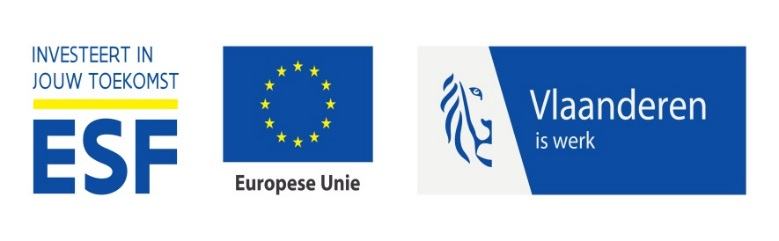 INVESTEERT IN
JOUW TOEKOMST
ESF
Europese Unie
Vlaanderen
is werk